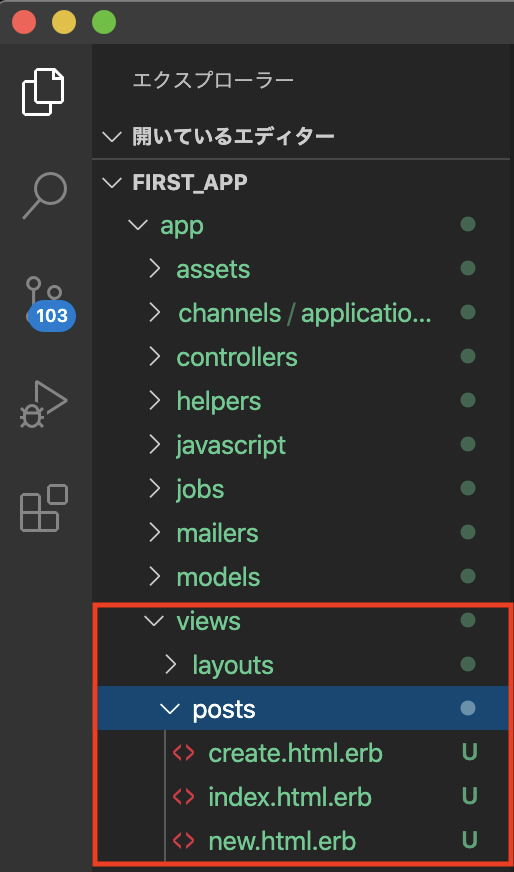 エクスプローラー
開いているエディター
FIRST_APP
app
assets
channels / applicatio...
controllers
helpers
javascript
103
jobs
mailers
models
views
layouts
posts
create.html.erb U
index.html.erb U
new.html.erb U